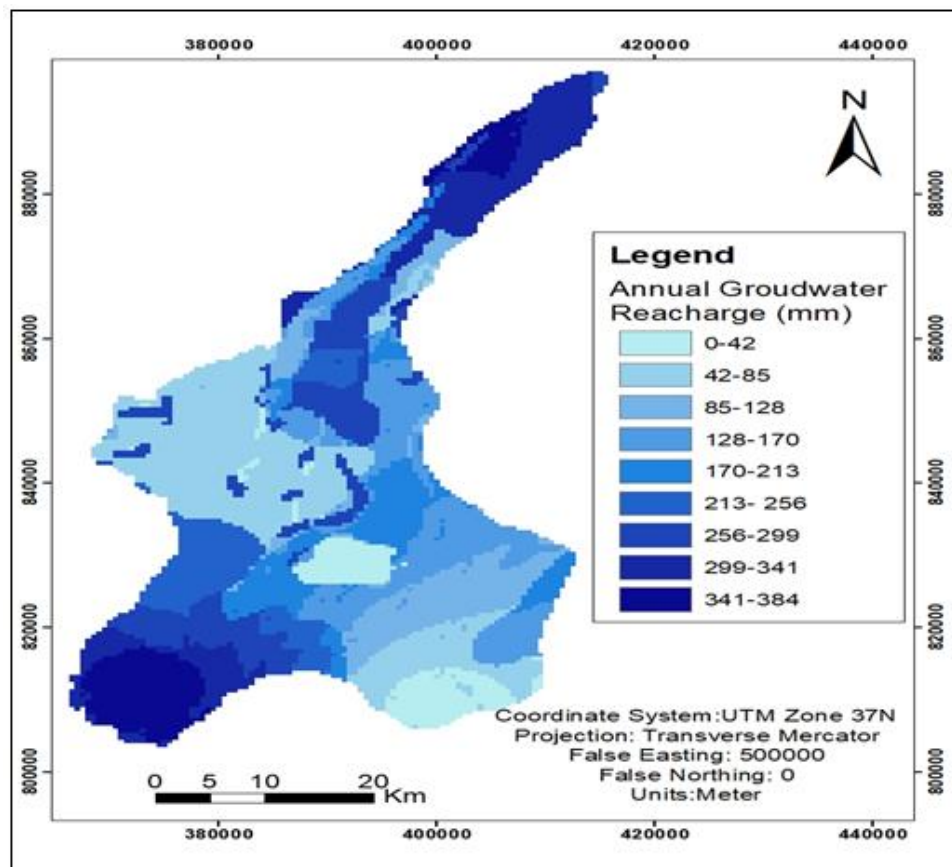 380000 400000 420000 440000
N
880000 880000
Legend
Annual Groudwater
Reacharge (mm)
0-42
860000 860000
42-85
85-128
128-170
840000 840000
170-213
213- 256
256-299
299-341
341-384
820000 820000
Coordinate System:UTM Zone 37N
Projection: Transverse Mercator
False Easting: 500000
False Northing: 0
Units:Meter
800000 800000
0 5 10 20
Km
380000 400000 420000 440000